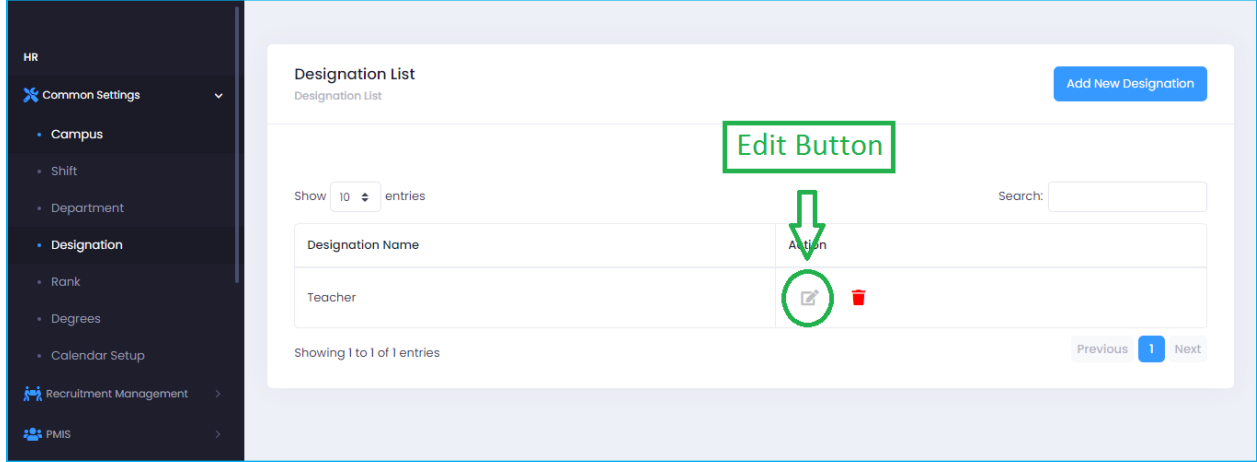 HR
Common Settings
Campus
Shift
Department
Designation
Rank
Degrees
Calendar Setup
Recruitment Management
PMIS
Designation List
Designation List
Add New Designation
Edit Button
Show 10 entries
Search:
Designation Name Action
Teacher
Showing 1 to 1 of 1 entries
Previous 1 Next